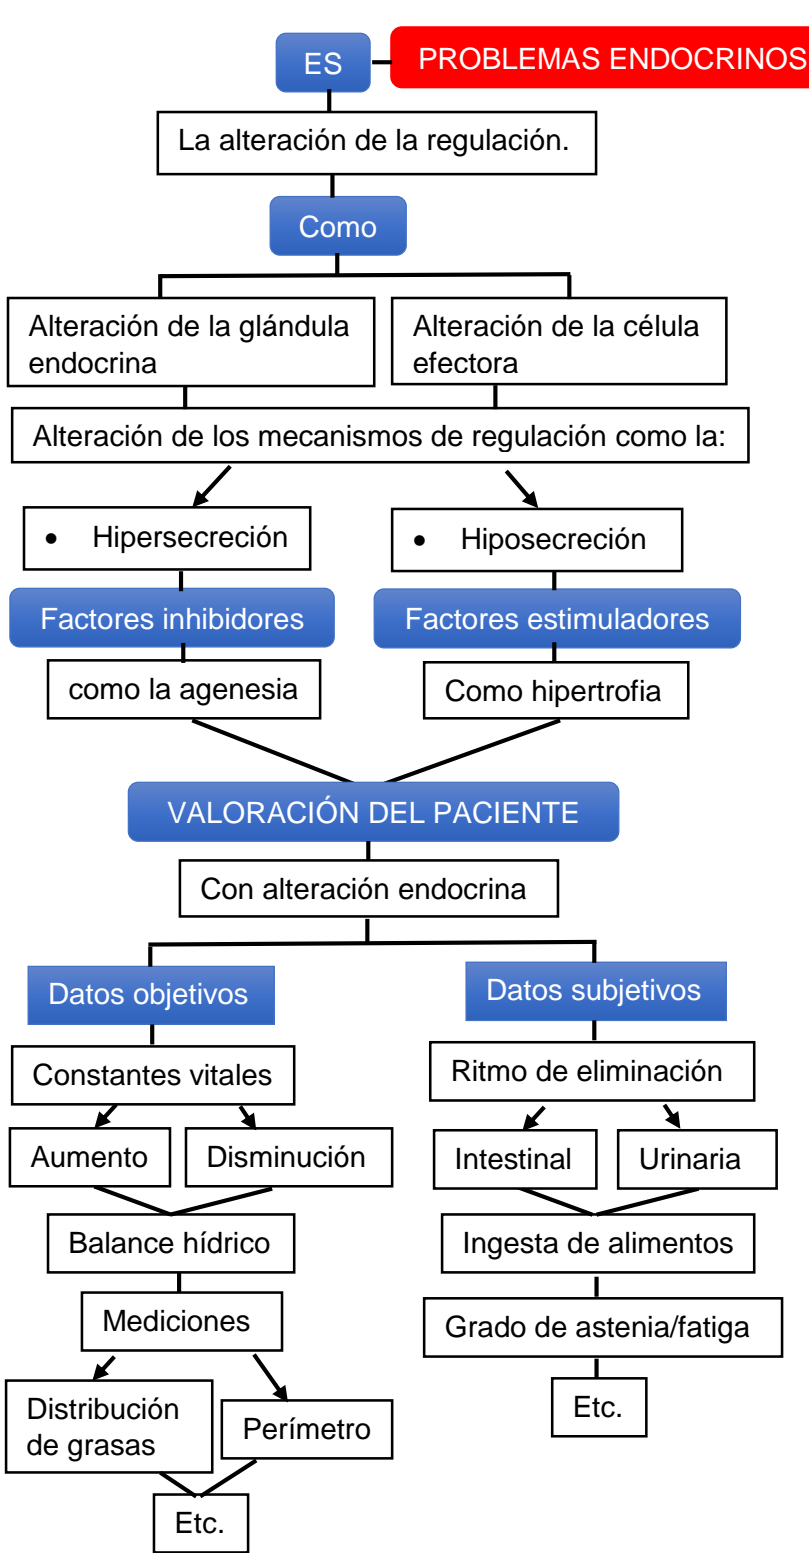 ES
PROBLEMAS ENDOCRINOS
La alteración de la regulación.
Como
Alteración de la glándula
endocrina
Alteración de la célula
efectora
Alteración de los mecanismos de regulación como la:
• Hipersecreción
• Hiposecreción
Factores inhibidores
Factores estimuladores
como la agenesia
Como hipertrofia
VALORACIÓN DEL PACIENTE
Con alteración endocrina
Datos objetivos
Datos subjetivos
Constantes vitales
Ritmo de eliminación
Aumento
Disminución
Intestinal
Urinaria
Balance hídrico
Ingesta de alimentos
Mediciones
Grado de astenia/fatiga
Distribución
de grasas
Perímetro
Etc.
Etc.